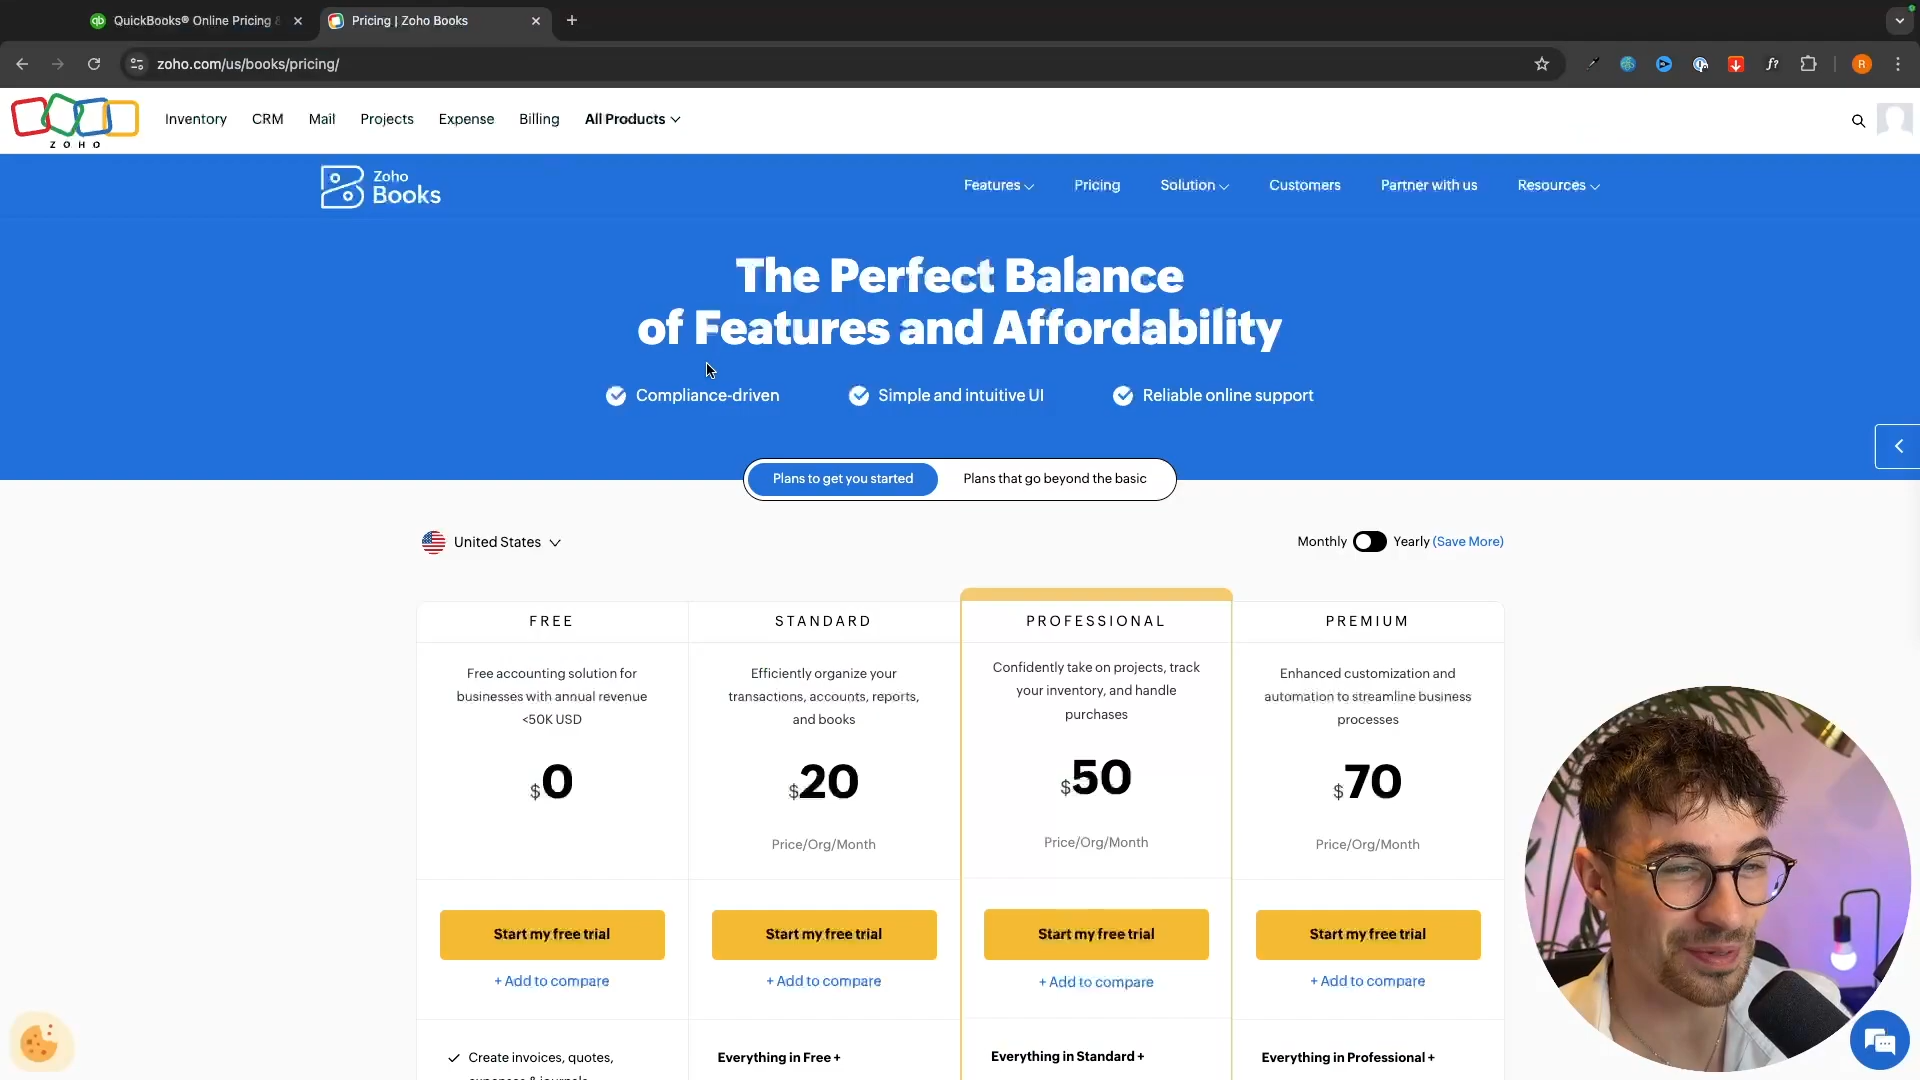 QuickBooks® Online Pricing &
Pricing | Zoho Books
zoho.com/us/books/pricing/
R
ZOHO
Inventory
CRM
Mail
Projects
Expense
Billing
All Products
Zoho
Books
Features
Pricing
Solution
Customers
Partner with us
Resources
The Perfect Balance
of Features and Affordability
Compliance-driven
Simple and intuitive UI
Reliable online support
Plans to get you started
Plans that go beyond the basic
United States
Monthly
Yearly (Save More)
FREE
Free accounting solution for
businesses with annual revenue
<50K USD
$0
Start my free trial
+ Add to compare
Create invoices, quotes,
STANDARD
Efficiently organize your
transactions, accounts, reports,
and books
$20
Price/Org/Month
Start my free trial
+ Add to compare
Everything in Free +
PROFESSIONAL
Confidently take on projects, track
your inventory, and handle
purchases
$50
Price/Org/Month
Start my free trial
+ Add to compare
Everything in Standard +
PREMIUM
Enhanced customization and
automation to streamline business
processes
$70
Price/Org/Month
Start my free trial
+ Add to compare
Everything in Professional +